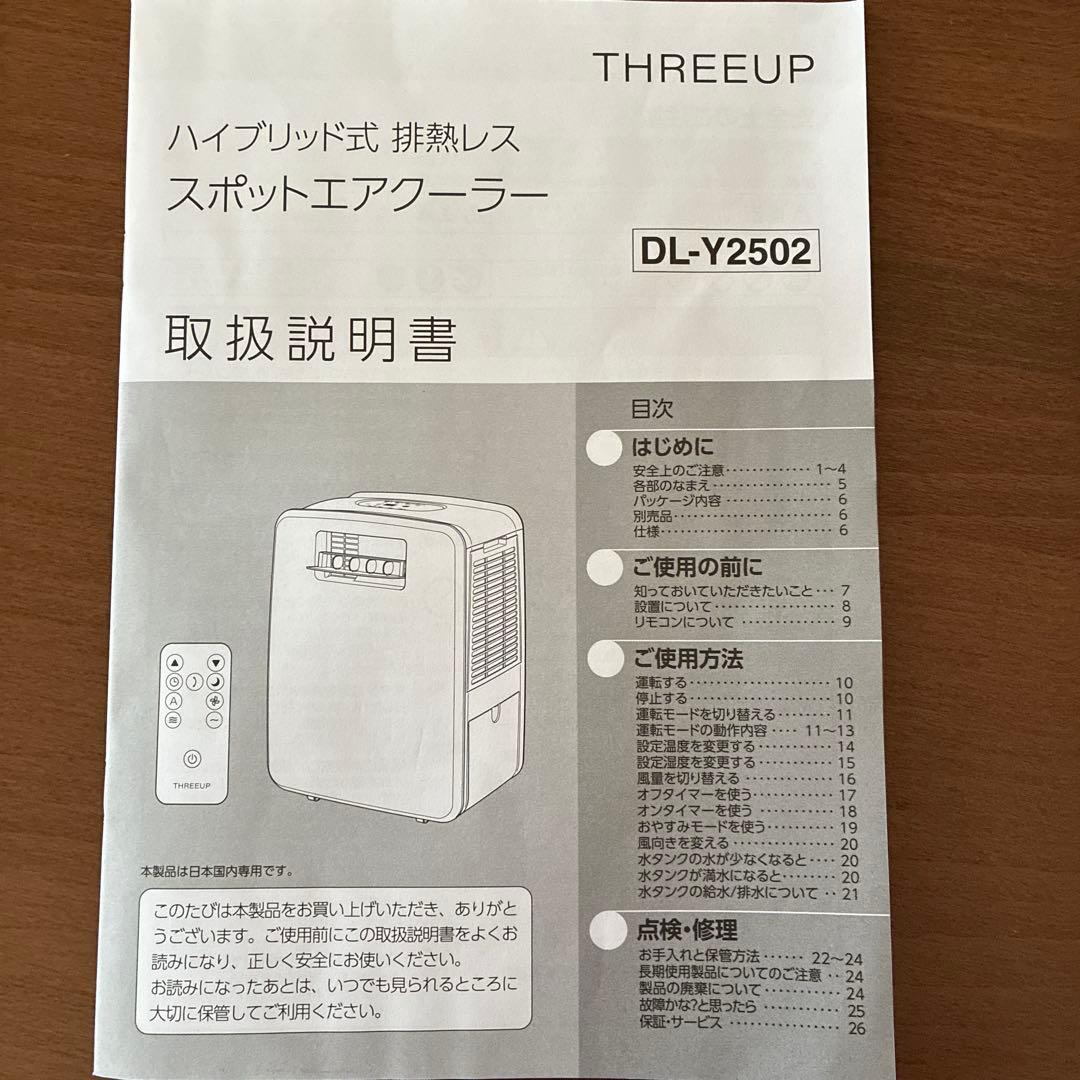 THREEUP
ハイブリッド式 排熱レス
スポットエアクーラー
DL-Y2502
取扱説明書
目次
はじめに
安全上のご注意・・・・・・・・・・・・・ 1〜4
各部のなまえ・・・・・・・・・・・・・・・・・・ 5
パッケージ内容・・・・・・・・・・・・・・・・ 6
別売品・・・・・・・・・・・・・・・・・・・・・・・・ 6
仕様・・・・・・・・・・・・・・・・・・・・・・・・・・ 6
ご使用の前に
知っておいていただきたいこと・・・ 7
設置について・・・・・・・・・・・・・・・・・・ 8
リモコンについて・・・・・・・・・・・・・・ 9
ご使用方法
運転する・・・・・・・・・・・・・・・・・・・・・ 10
停止する・・・・・・・・・・・・・・・・・・・・・ 10
運転モードを切り替える・・・・・・・・ 11
運転モードの動作内容・・・・ 11〜13
設定温度を変更する・・・・・・・・・・・ 14
設定湿度を変更する・・・・・・・・・・・ 15
風量を切り替える・・・・・・・・・・・・・ 16
オフタイマーを使う・・・・・・・・・・・・ 17
オンタイマーを使う・・・・・・・・・・・・ 18
おやすみモードを使う・・・・・・・・・・ 19
風向きを変える・・・・・・・・・・・・・・・ 20
水タンクの水が少なくなると・・・・ 20
水タンクが満水になると・・・・・・・・ 20
水タンクの給水/排水について・・ 21
点検・修理
お手入れと保管方法・・・・・・ 22〜24
長期使用製品についてのご注意・・ 24
製品の廃棄について・・・・・・・・・・・ 24
故障かな?と思ったら・・・・・・・・・・・ 25
保証・サービス・・・・・・・・・・・・・・・・ 26
A
THREEUP
本製品は日本国内専用です。
このたびは本製品をお買い上げいただき、ありがと
うございます。ご使用前にこの取扱説明書をよくお
読みになり、正しく安全にお使いください。
お読みになったあとは、いつでも見られるところに
大切に保管してご利用ください。